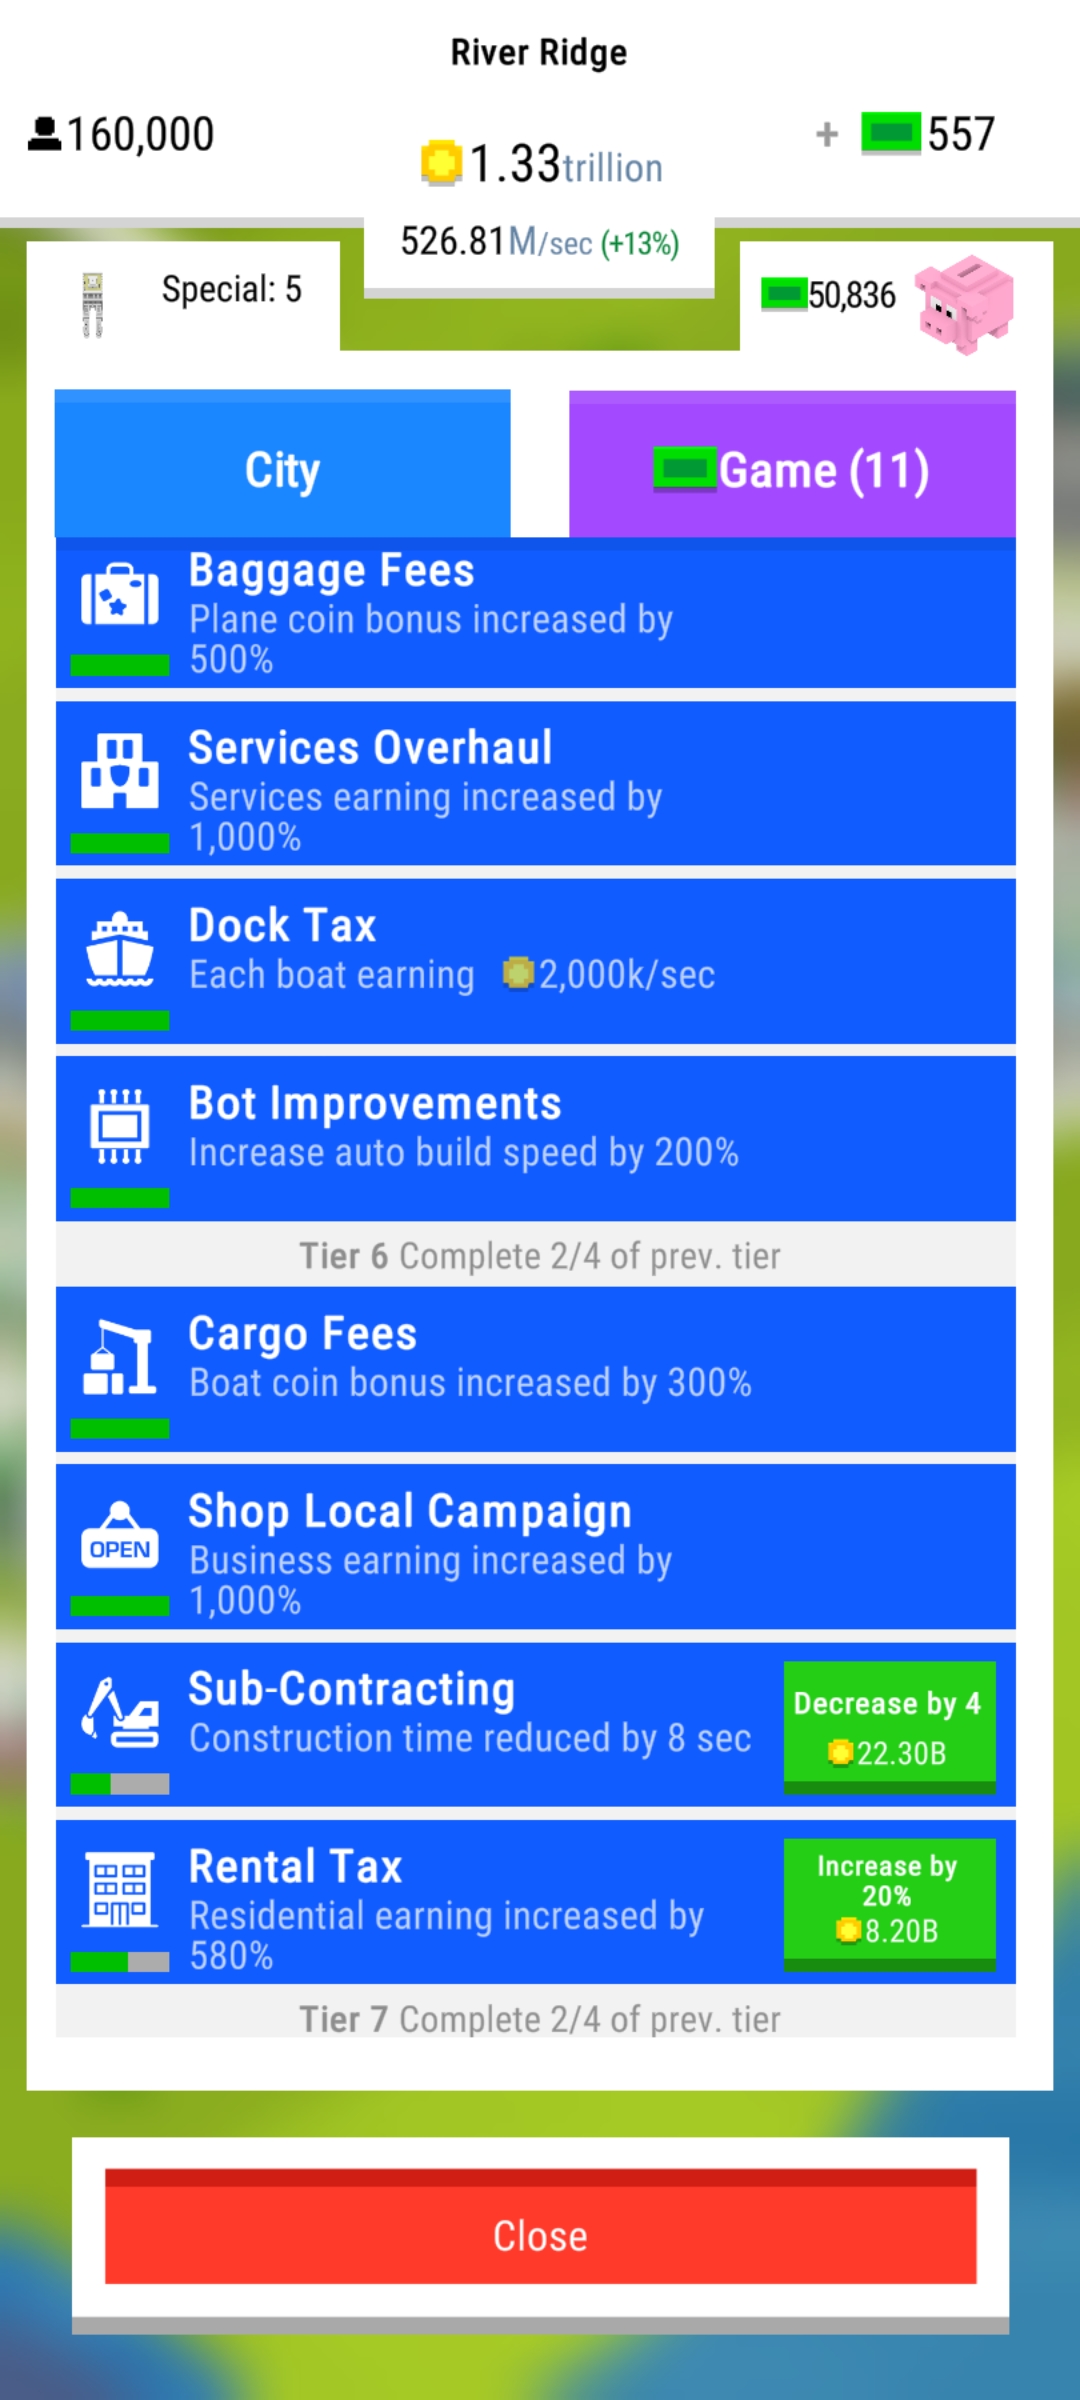 River Ridge
160,000
1.33trillion
+ 557
526.81M/sec (+13%)
Special: 5
50,836
City
Game (11)
Baggage Fees
Plane coin bonus increased by
500%
Services Overhaul
Services earning increased by
1,000%
Dock Tax
Each boat earning 2,000k/sec
Bot Improvements
Increase auto build speed by 200%
Tier 6 Complete 2/4 of prev. tier
Cargo Fees
Boat coin bonus increased by 300%
OPEN
Shop Local Campaign
Business earning increased by
1,000%
Sub-Contracting
Construction time reduced by 8 sec
Decrease by 4
22.30B
Rental Tax
Residential earning increased by
580%
Increase by
20%
8.20B
Tier 7 Complete 2/4 of prev. tier
Close